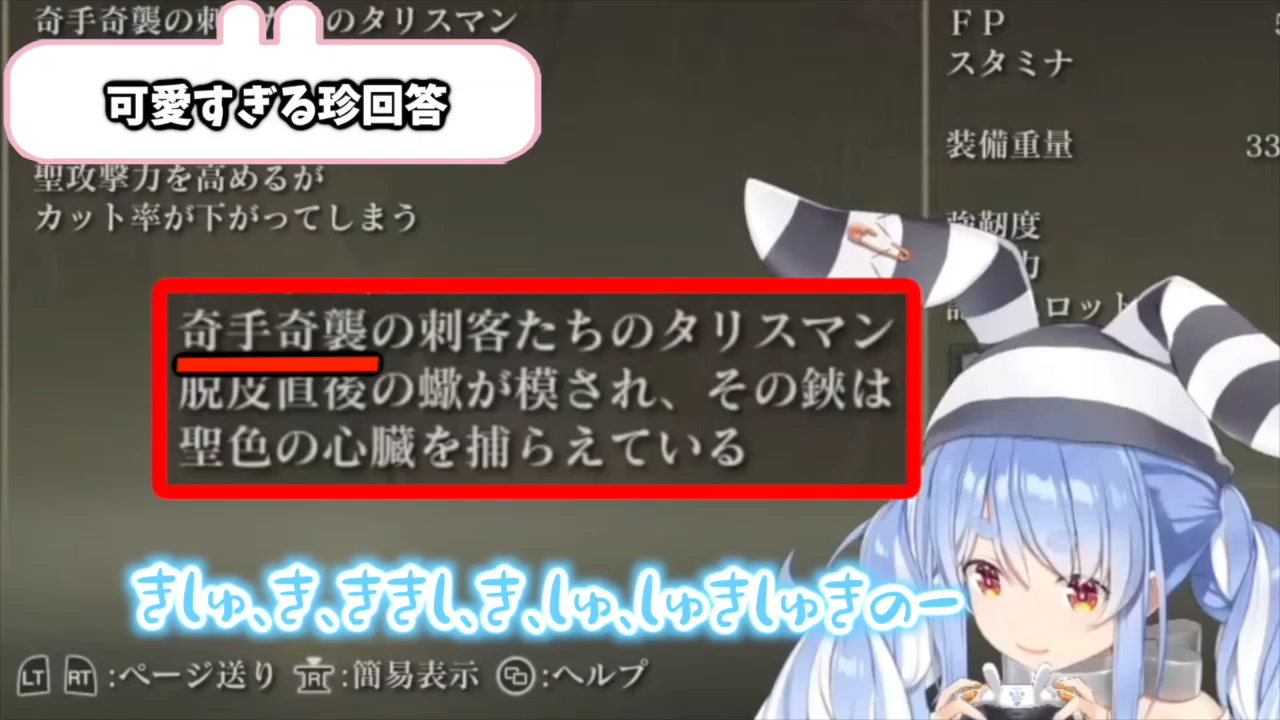 奇手奇襲の刺 た のタリスマン
可愛すぎる珍回答
聖攻撃力を高めるが
カット率が下がってしまう
奇手奇襲の刺客たちのタリスマン
脱皮直後の蠍が模され、その鋏は
聖色の心臓を捕らえている
きしゅ、き、ききし、き、しゅ、しゅきしゅきのー
LT RT :ページ送り R :簡易表示 :ヘルプ
FP
スタミナ
装備重量 33
強靭度
力
ロット